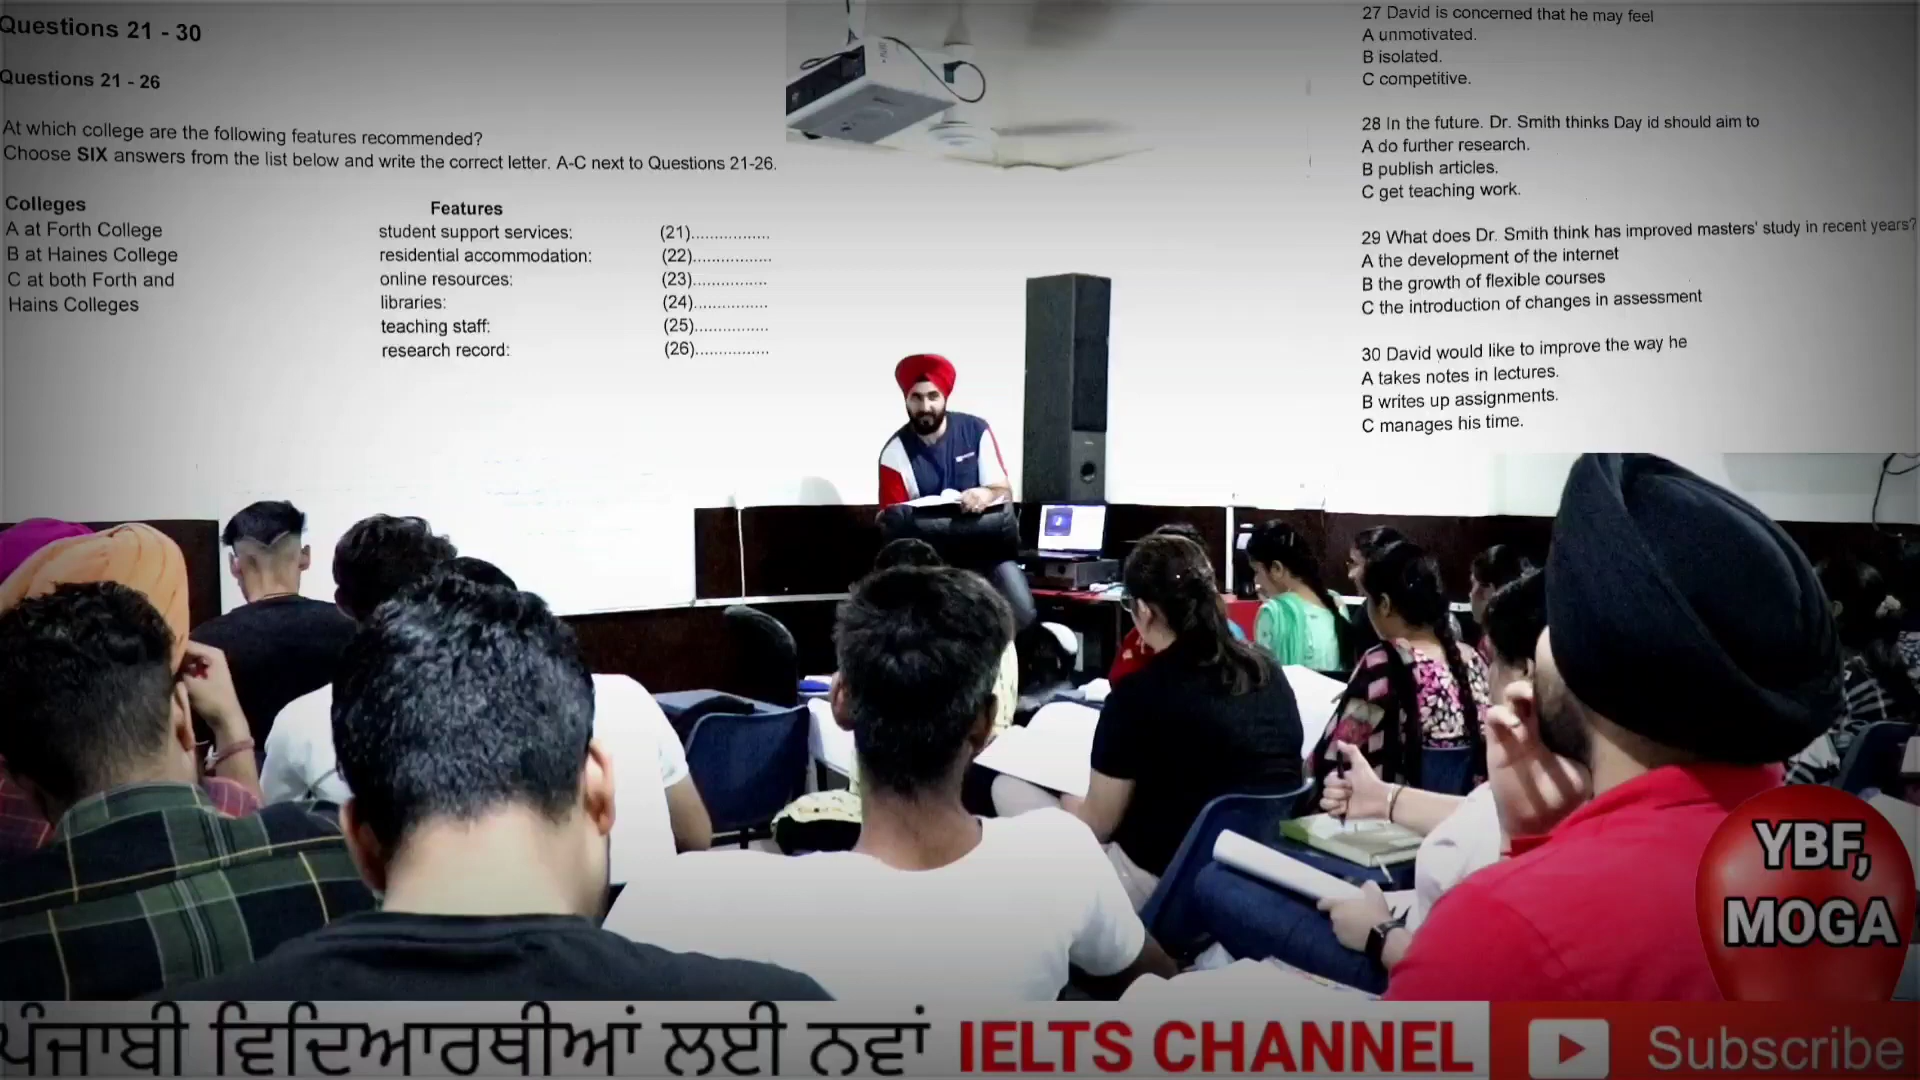 Questions 21 - 30
Questions 21 - 26
At which college are the following features recommended?
Choose SIX answers from the list below and write the correct letter. A-C next to Questions 21-26.
Colleges
A at Forth College
B at Haines College
C at both Forth and
Hains Colleges
Features
student support services: (21).................
residential accommodation: (22).................
online resources: (23)................
libraries: (24)................
teaching staff: (25)................
research record: (26)................
27 David is concerned that he may feel
A unmotivated.
B isolated.
C competitive.
28 In the future. Dr. Smith thinks Day id should aim to
A do further research.
B publish articles.
C get teaching work.
29 What does Dr. Smith think has improved masters' study in recent years?
A the development of the internet
B the growth of flexible courses
C the introduction of changes in assessment
30 David would like to improve the way he
A takes notes in lectures.
B writes up assignments.
C manages his time.
YBF,
MOGA
ਪੰਜਾਬੀ ਵਿਦਿਆਰਥੀਆਂ ਲਈ ਨਵਾਂ IELTS CHANNEL Subscribe